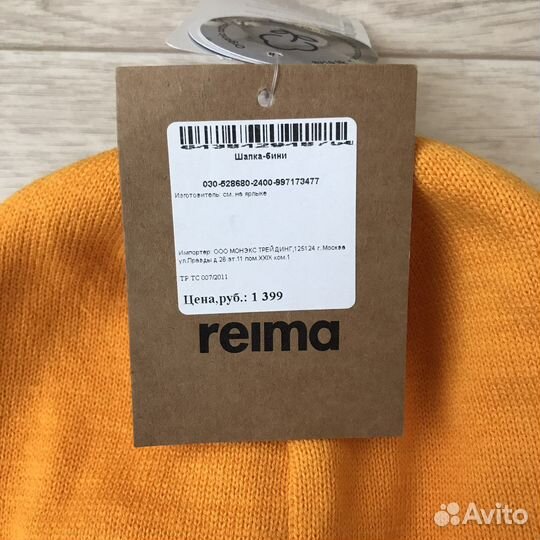 Шапка-бини
030-528680-2400-997173477
Изготовитель: см. на ярлыке
Импортер: ООО МОНЭКС ТРЕЙДИНГ,125124 г. Москва
ул.Правды д 26 эт.11 пом.XXIX ком.1
ТР ТС 007/2011
Цена,руб.: 1 399
reima
Avito